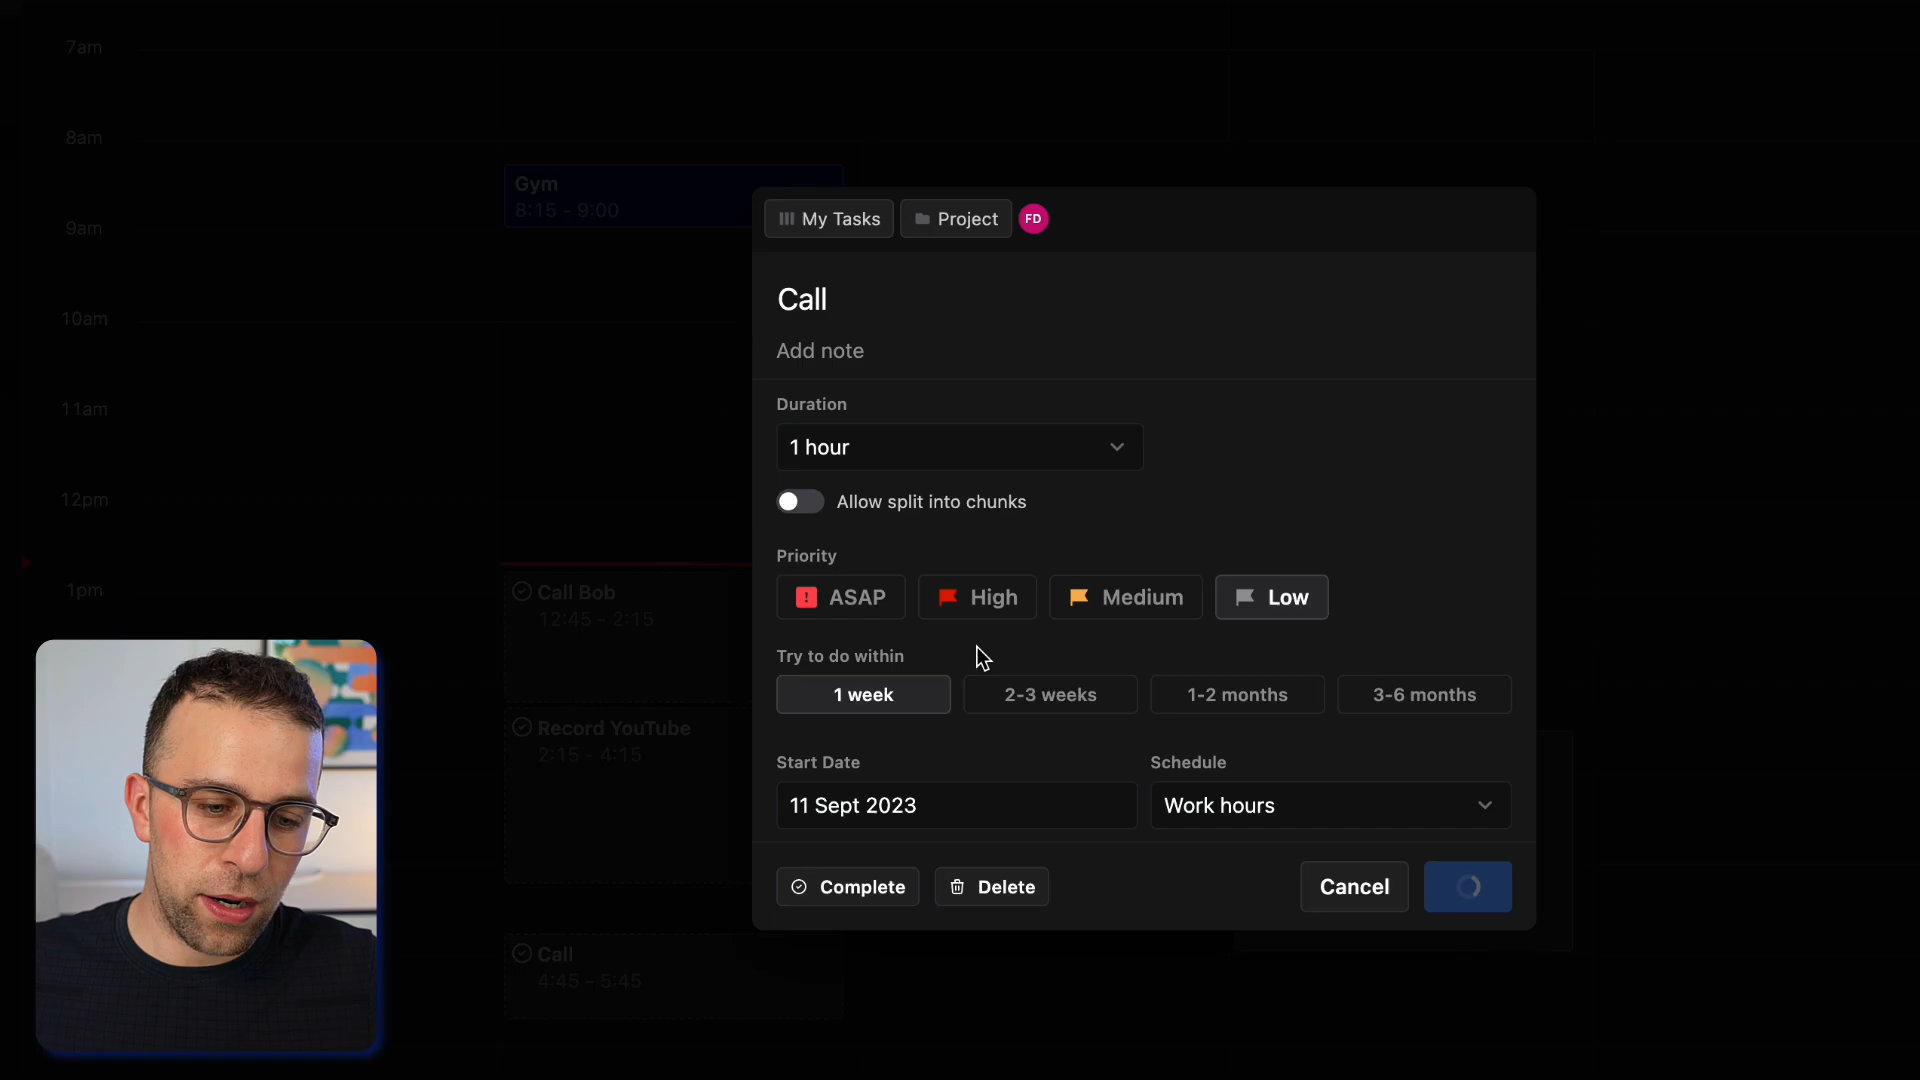 7am
8am
Gym
8:15 - 9:00
9am
10am
11am
12pm
1pm
Call Bob
12:45 - 2:15
Record YouTube
2:15 - 4:15
Call
4:45 - 5:45
My Tasks Project FD
Call
Add note
Duration
1 hour
Allow split into chunks
Priority
! ASAP High Medium Low
Try to do within
1 week 2-3 weeks 1-2 months 3-6 months
Start Date Schedule
11 Sept 2023 Work hours
Complete Delete Cancel